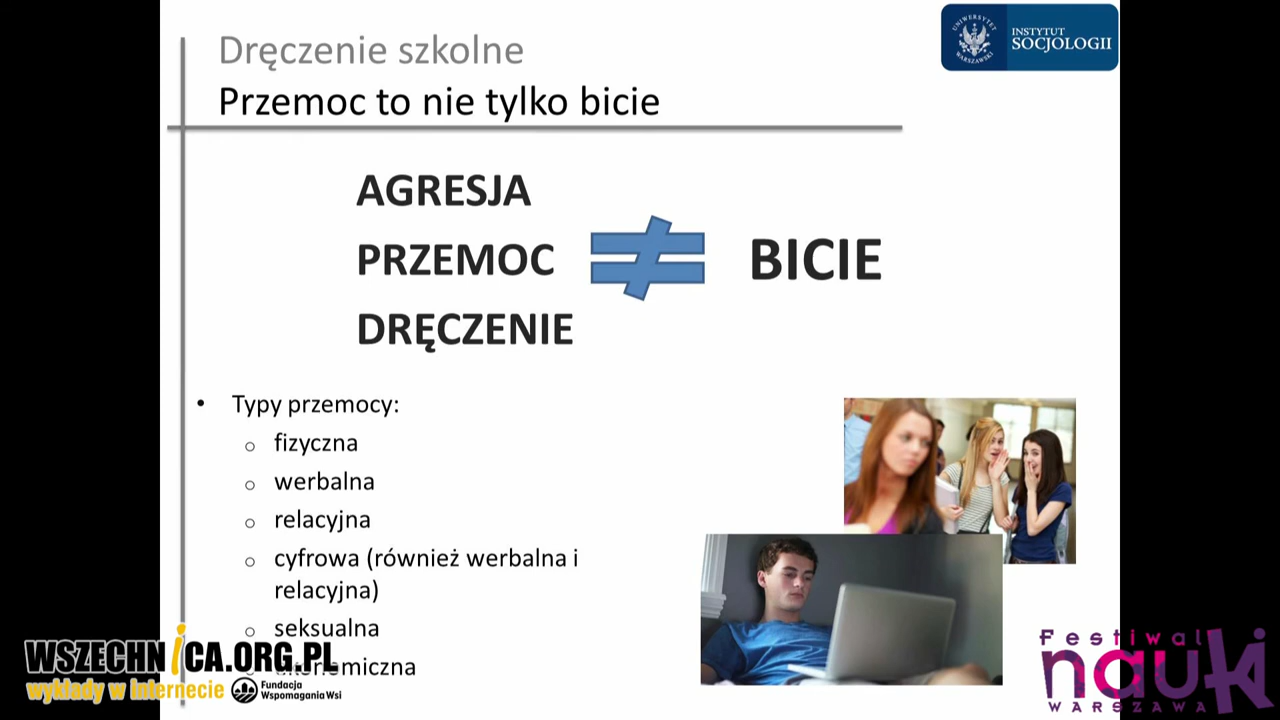 Dręczenie szkolne
Przemoc to nie tylko bicie
UNIWERSYTET WARSZAWSKI
INSTYTUT
SOCJOLOGII
AGRESJA
PRZEMOC
DRĘCZENIE
≠
BICIE
• Typy przemocy:
o fizyczna
o werbalna
o relacyjna
o cyfrowa (również werbalna i
relacyjna)
o seksualna
WSZECHNiCA.ORG.PL
wykłady w Internecie
Fundacja
Wspomagania Wsi
Festiwal
nauki
WARSZAWA